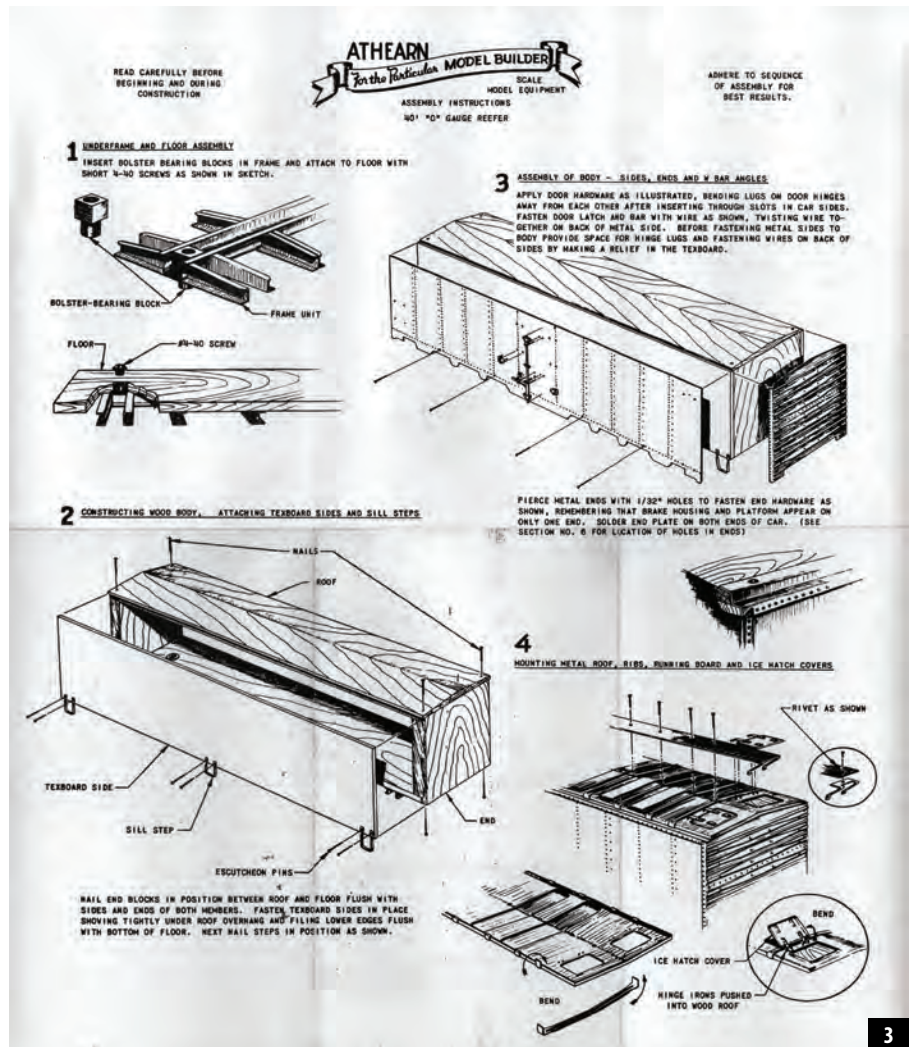 READ CAREFULLY BEFORE
BEGINNING AND DURING
CONSTRUCTION
ATHEARN
For the Particular MODEL BUILDER
SCALE
MODEL EQUIPMENT
ASSEMBLY INSTRUCTIONS
40' "O" GAUGE REEFER
ADHERE TO SEQUENCE
OF ASSEMBLY FOR
BEST RESULTS.
1 UNDERFRAME AND FLOOR ASSEMBLY
INSERT BOLSTER BEARING BLOCKS IN FRAME AND ATTACH TO FLOOR WITH
SHORT 4-40 SCREWS AS SHOWN IN SKETCH.
BOLSTER-BEARING BLOCK
FRAME UNIT
FLOOR
#4-40 SCREW
2 CONSTRUCTING WOOD BODY, ATTACHING TEXBOARD SIDES AND SILL STEPS
NAILS
ROOF
TEXBOARD SIDE
SILL STEP
END
ESCUTCHEON PINS
NAIL END BLOCKS IN POSITION BETWEEN ROOF AND FLOOR FLUSH WITH
SIDES AND ENDS OF BOTH MEMBERS. FASTEN TEXBOARD SIDES IN PLACE
SHOVING TIGHTLY UNDER ROOF OVERHANG AND FILING LOWER EDGES FLUSH
WITH BOTTOM OF FLOOR. NEXT NAIL STEPS IN POSITION AS SHOWN.
3 ASSEMBLY OF BODY - SIDES, ENDS AND W BAR ANGLES
APPLY DOOR HARDWARE AS ILLUSTRATED, BENDING LUGS ON DOOR HINGES
AWAY FROM EACH OTHER AFTER INSERTING THROUGH SLOTS IN CAR SIDES.
FASTEN DOOR LATCH AND BAR WITH WIRE AS SHOWN, TWISTING WIRE TO-
GETHER ON BACK OF METAL SIDE. BEFORE FASTENING METAL SIDES TO
BODY PROVIDE SPACE FOR HINGE LUGS AND FASTENING WIRES ON BACK OF
SIDES BY MAKING A RELIEF IN THE TEXBOARD.
PIERCE METAL ENDS WITH 1/32" HOLES TO FASTEN END HARDWARE AS
SHOWN, REMEMBERING THAT BRAKE HOUSING AND PLATFORM APPEAR ON
ONLY ONE END. SOLDER END PLATE ON BOTH ENDS OF CAR. (SEE
SECTION NO. 6 FOR LOCATION OF HOLES IN ENDS)
4
MOUNTING METAL ROOF, RIBS, RUNNING BOARD AND ICE HATCH COVERS
RIVET AS SHOWN
BEND
ICE HATCH COVER
HINGE IRONS PUSHED
INTO WOOD ROOF
BEND
3